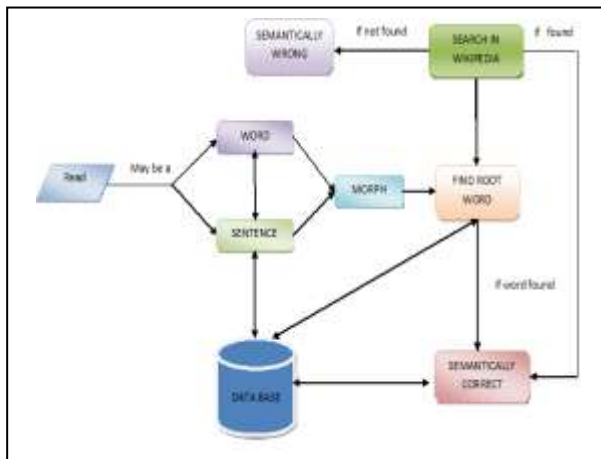 SEMANTICALLY
WRONG
If not found
SEARCH IN
WIKIPEDIA
if found
WORD
Read
May be a
MORPH
FIND ROOT
WORD
SENTENCE
If word found
DATA BASE
SEMANTICALLY
CORRECT